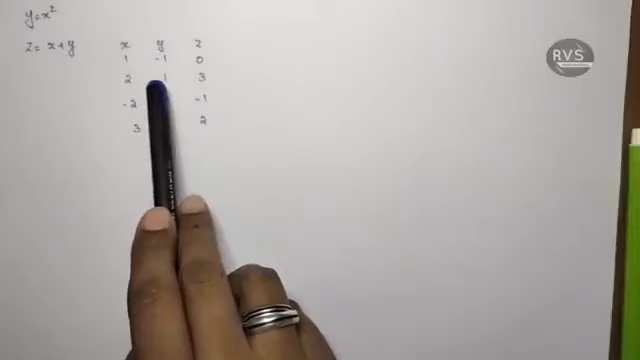 y=x²
z = x+y x y z
1 -1 0
2 1 3
-2 -1
3 2
RVS